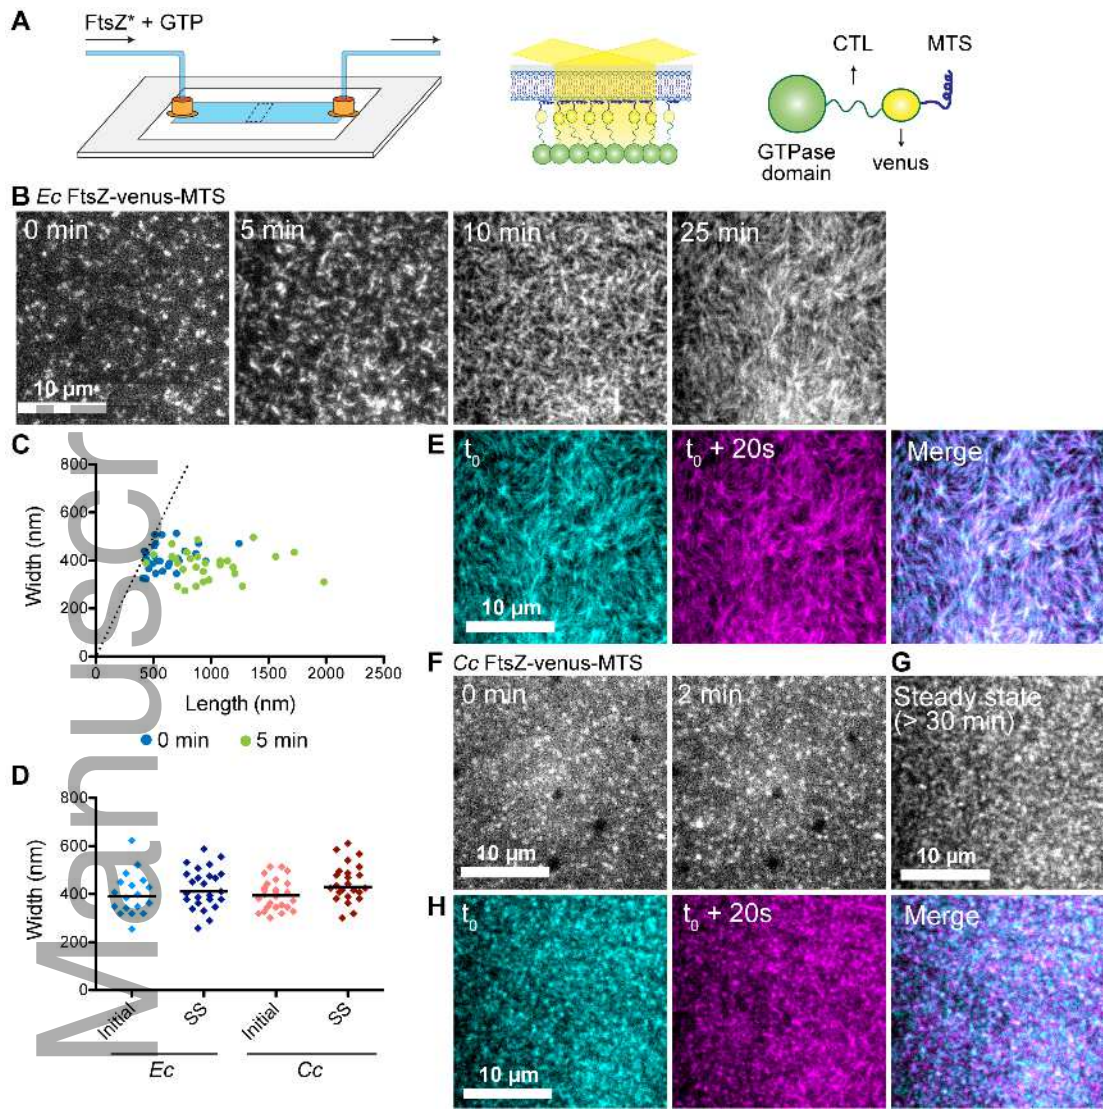 A
FtsZ* + GTP
CTL
MTS
GTPase
domain
venus
B Ec FtsZ-venus-MTS
0 min
5 min
10 min
25 min
10 µm
C
Width (nm)
800
600
400
200
0
0
500
1000
1500
2000
2500
Length (nm)
0 min
5 min
D
Width (nm)
800
600
400
200
0
Initial
SS
Initial
SS
Ec
Cc
E
t0
t0 + 20s
Merge
10 µm
F Cc FtsZ-venus-MTS
0 min
2 min
10 µm
G
Steady state
(> 30 min)
10 µm
H
t0
t0 + 20s
Merge
10 µm
Manuscr